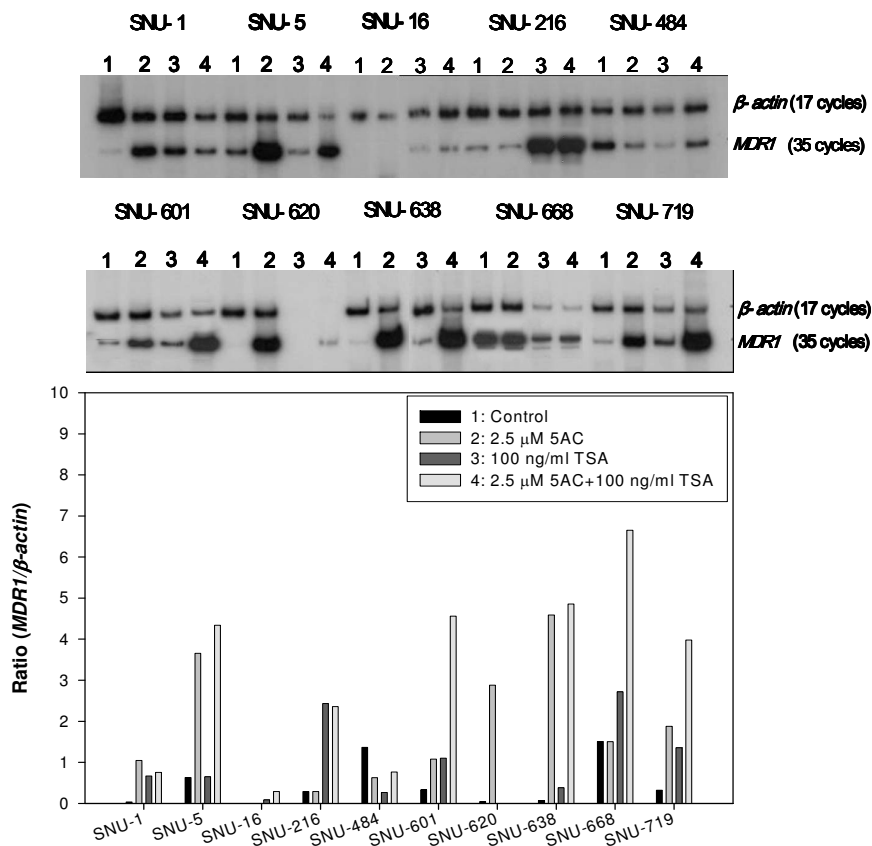 SNU-1 SNU-5 SNU-16 SNU-216 SNU-484
1 2 3 4 1 2 3 4 1 2 3 4 1 2 3 4 1 2 3 4
β-actin (17 cycles)
MDR1 (35 cycles)
SNU-601 SNU-620 SNU-638 SNU-668 SNU-719
1 2 3 4 1 2 3 4 1 2 3 4 1 2 3 4 1 2 3 4
β-actin (17 cycles)
MDR1 (35 cycles)
10
9
8
7
6
5
4
3
2
1
0
Ratio (MDR1/β-actin)
1: Control
2: 2.5 μM 5AC
3: 100 ng/ml TSA
4: 2.5 μM 5AC+100 ng/ml TSA
SNU-1 SNU-5 SNU-16 SNU-216 SNU-484 SNU-601 SNU-620 SNU-638 SNU-668 SNU-719